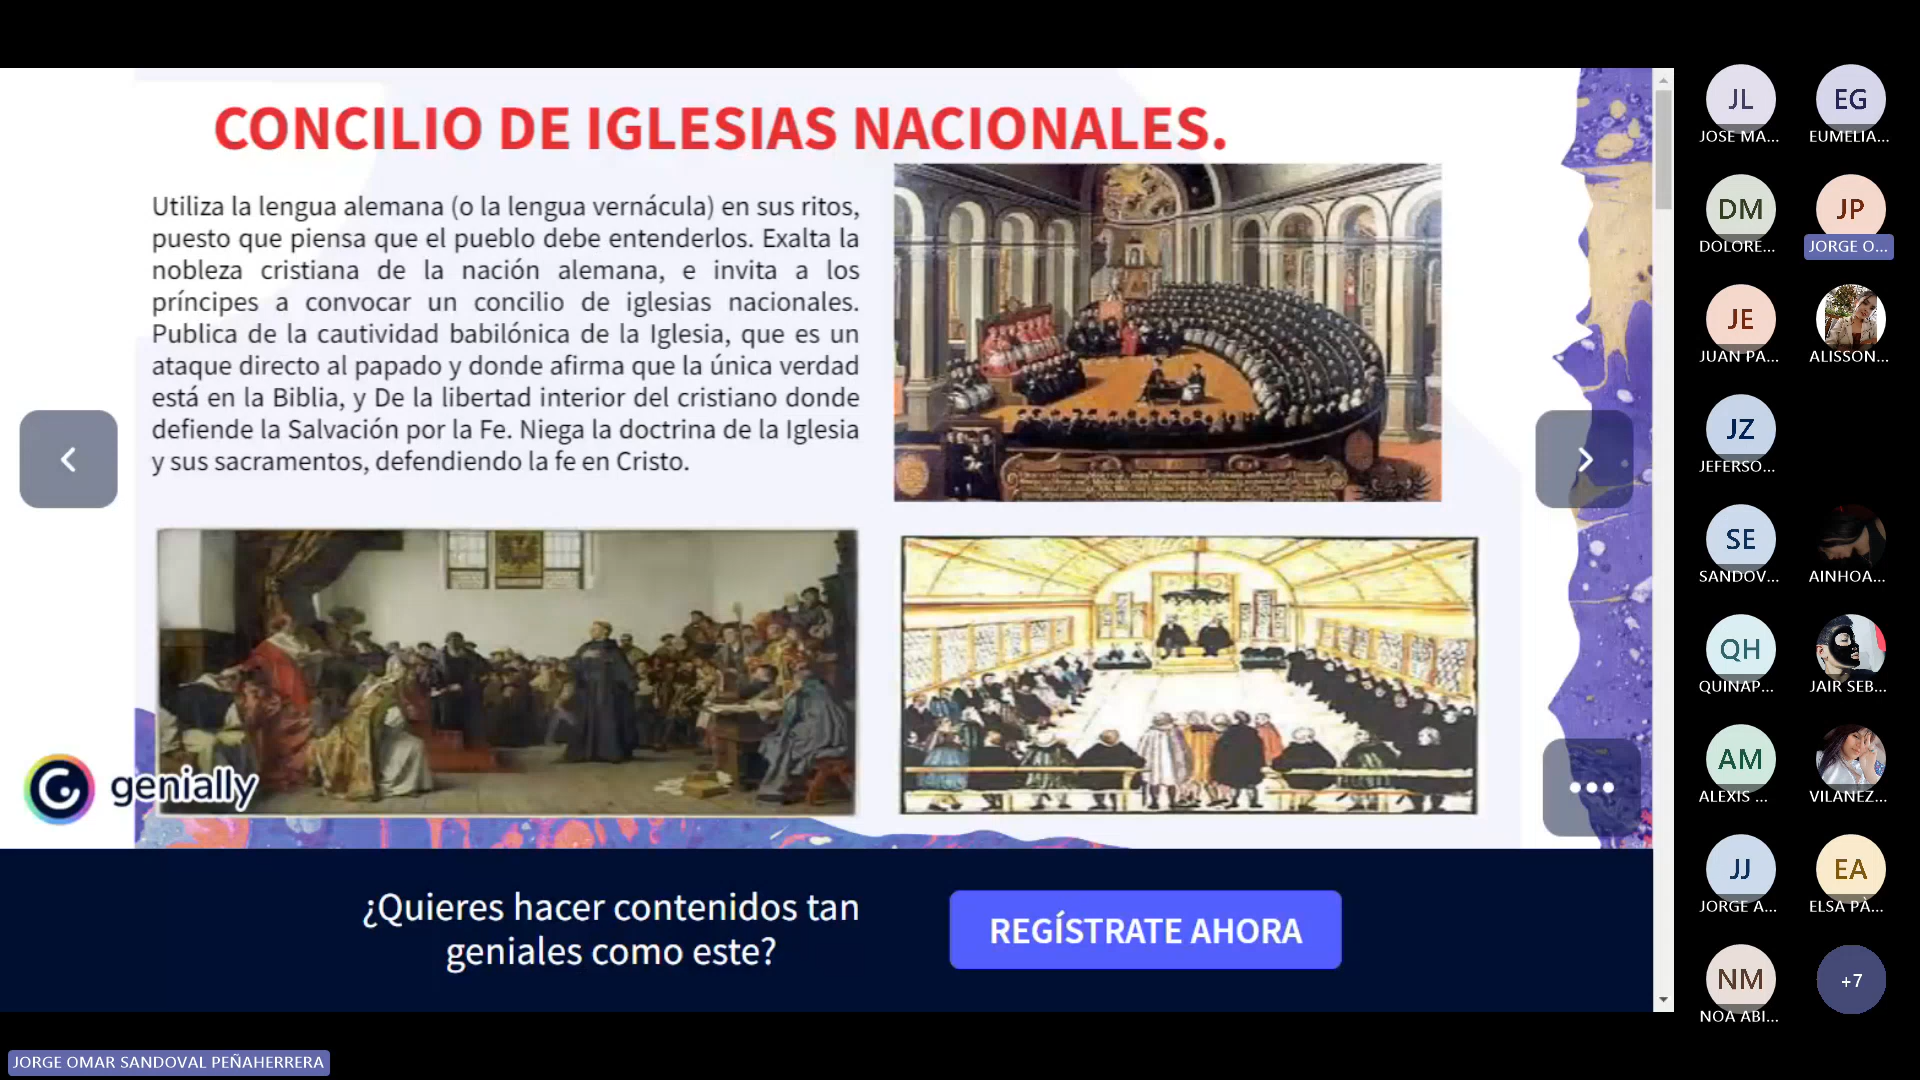 CONCILIO DE IGLESIAS NACIONALES.
Utiliza la lengua alemana (o la lengua vernácula) en sus ritos,
puesto que piensa que el pueblo debe entenderlos. Exalta la
nobleza cristiana de la nación alemana, e invita a los
príncipes a convocar un concilio de iglesias nacionales.
Publica de la cautividad babilónica de la Iglesia, que es un
ataque directo al papado y donde afirma que la única verdad
está en la Biblia, y De la libertad interior del cristiano donde
defiende la Salvación por la Fe. Niega la doctrina de la Iglesia
y sus sacramentos, defendiendo la fe en Cristo.
genially
¿Quieres hacer contenidos tan
geniales como este?
REGÍSTRATE AHORA
JORGE OMAR SANDOVAL PEÑAHERRERA
JL
JOSE MA...
EG
EUMELIA...
DM
DOLORE...
JP
JORGE O...
JE
JUAN PA...
ALISSON...
JZ
JEFERSO...
SE
SANDOV...
AINHOA...
QH
QUINAP...
JAIR SEB...
AM
ALEXIS ...
VILANEZ...
JJ
JORGE A...
EA
ELSA PÀ...
NM
NOA ABI...
+7